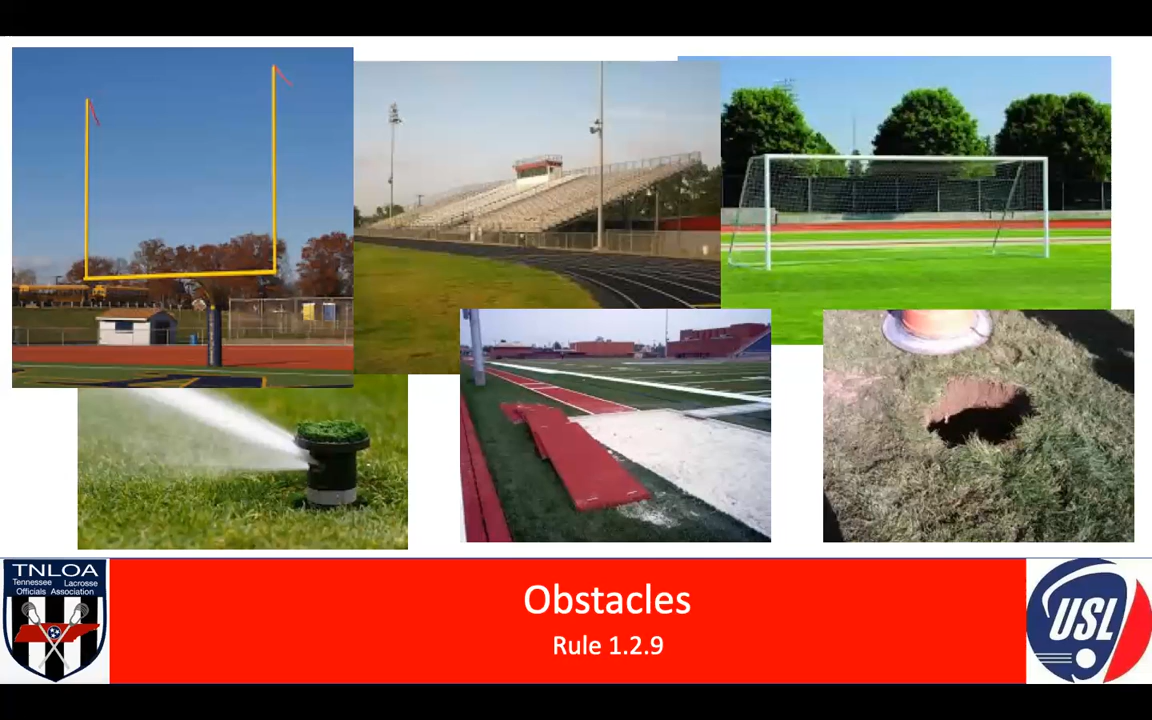 TNLOA
Tennessee Lacrosse
Officials Association
Obstacles
Rule 1.2.9
USL